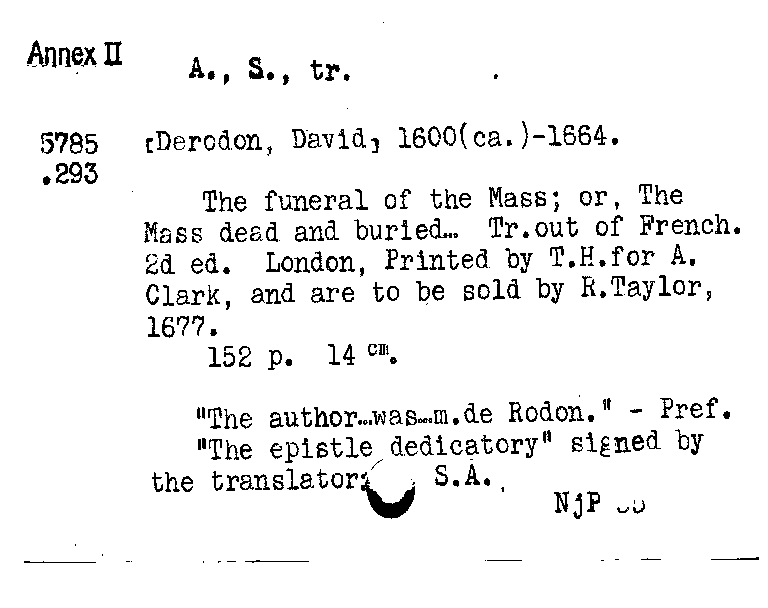 Annex II
A., S., tr.
5785
.293
[Derodon, David] 1600(ca.)-1664.
The funeral of the Mass; or, The
Mass dead and buried… Tr.out of French.
2d ed. London, Printed by T.H.for A.
Clark, and are to be sold by R.Taylor,
1677.
152 p. 14 cm.
"The author…was…m.de Rodon." - Pref.
"The epistle dedicatory" signed by
the translator: S.A.
NjP